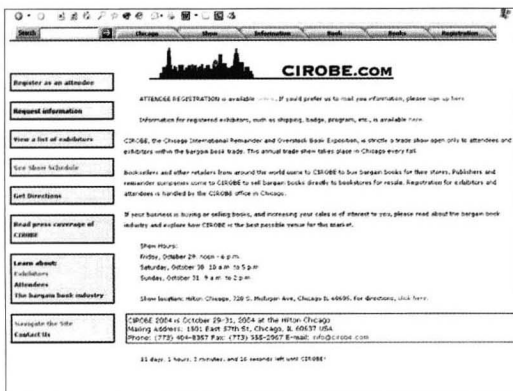 Search
Chicago Show Information Book Books Registration
CIROBE.COM
Register as an attendee
Request information
View a list of exhibitors
See Show Schedule
Get Directions
Read press coverage of
CIROBE
Learn about:
Exhibitors
Attendees
The bargain book industry
Navigate the Site
Contact Us
ATTENDEE REGISTRATION is available online. If you'd prefer us to mail you information, please sign up here.
Information for registered exhibitors, such as shipping, badge, program, etc., is available here.
CIROBE, the Chicago International Remainder and Overstock Book Exposition, is strictly a trade show open only to attendees and
exhibitors within the bargain book trade. This annual trade show takes place in Chicago every fall.
Booksellers and other retailers from around the world come to CIROBE to buy bargain books for their stores. Publishers and
remainder companies come to CIROBE to sell bargain books directly to bookstores for resale. Registration for exhibitors and
attendees is handled by the CIROBE office in Chicago.
If your business is buying or selling books, and increasing your sales is of interest to you, please read about the bargain book
industry and explore how CIROBE is the best possible venue for this market.
Show Hours:
Friday, October 29: noon - 6 p.m.
Saturday, October 30: 10 a.m. to 5 p.m.
Sunday, October 31: 9 a.m. to 2 p.m.
Show location: Hilton Chicago, 720 S. Michigan Ave, Chicago IL 60605. For directions, click here.
CIROBE 2004 is October 29-31, 2004 at the Hilton Chicago
Mailing Address: 1501 East 57th St, Chicago, IL 60637 USA
Phone: (773) 404-8357 Fax: (773) 355-2967 E-mail: info@cirobe.com
31 days, 1 hours, 5 minutes, and 16 seconds left until CIROBE!